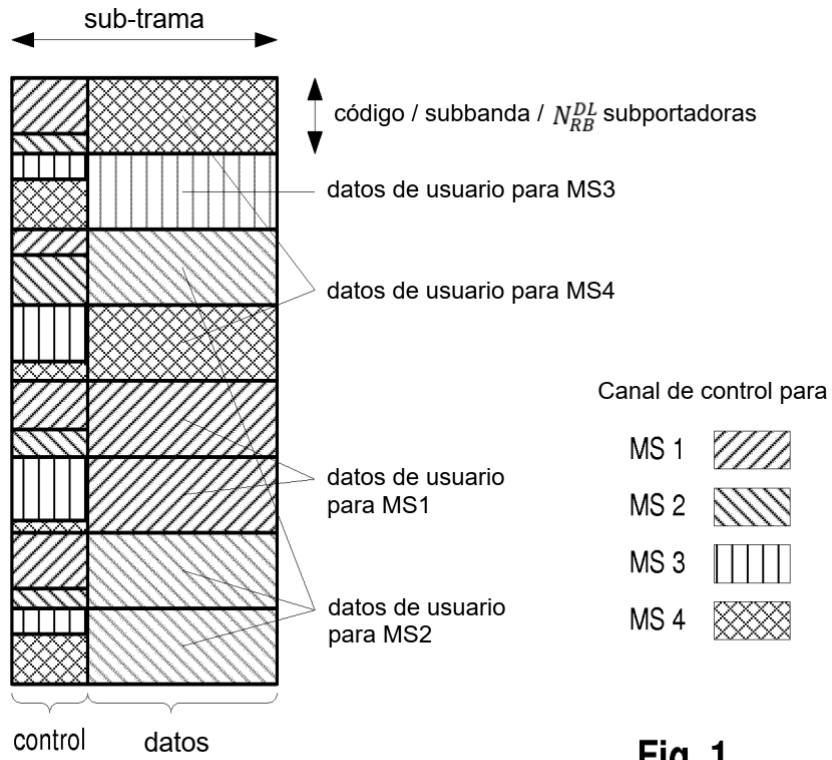 sub-trama
código / subbanda / N_{RB}^{DL} subportadoras
datos de usuario para MS3
datos de usuario para MS4
Canal de control para
MS 1
MS 2
MS 3
MS 4
datos de usuario
para MS1
datos de usuario
para MS2
control datos
Fig. 1